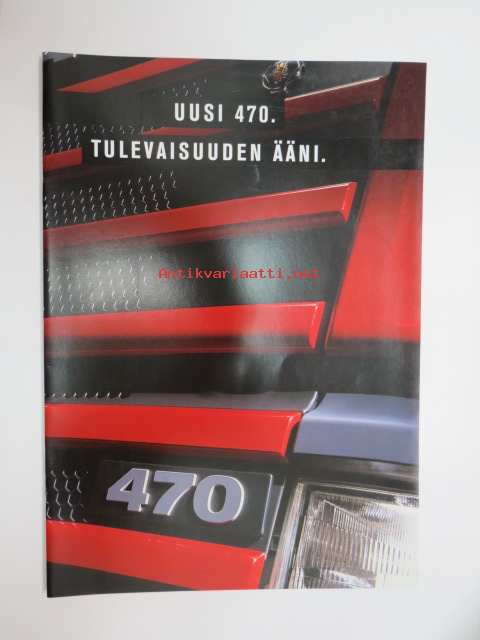 UUSI 470.
TULEVAISUUDEN ÄÄNI.
Antikvariaatti.net
470